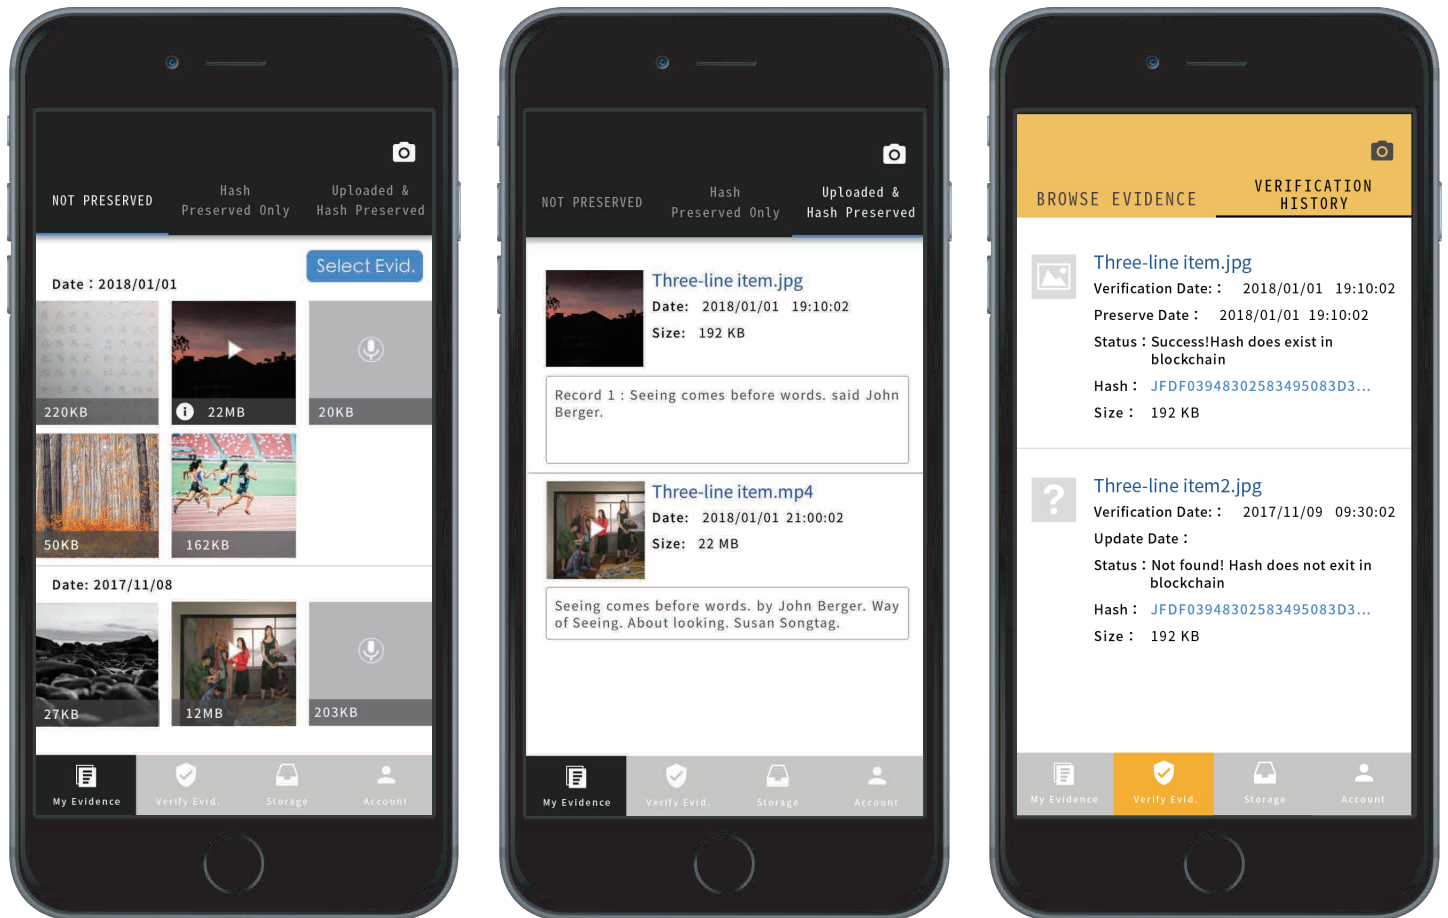 NOT PRESERVED
Hash
Preserved Only
Uploaded &
Hash Preserved
Select Evid.
Date：2018/01/01
220KB
22MB
20KB
50KB
162KB
Date: 2017/11/08
27KB
12MB
203KB
My Evidence
Verify Evid.
Storage
Account
NOT PRESERVED
Hash
Preserved Only
Uploaded &
Hash Preserved
Three-line item.jpg
Date: 2018/01/01 19:10:02
Size: 192 KB
Record 1 : Seeing comes before words. said John
Berger.
Three-line item.mp4
Date: 2018/01/01 21:00:02
Size: 22 MB
Seeing comes before words. by John Berger. Way
of Seeing. About looking. Susan Songtag.
My Evidence
Verify Evid.
Storage
Account
BROWSE EVIDENCE
VERIFICATION
HISTORY
Three-line item.jpg
Verification Date:： 2018/01/01 19:10:02
Preserve Date： 2018/01/01 19:10:02
Status：Success!Hash does exist in
blockchain
Hash： JFDF03948302583495083D3...
Size： 192 KB
Three-line item2.jpg
Verification Date:： 2017/11/09 09:30:02
Update Date：
Status：Not found! Hash does not exit in
blockchain
Hash： JFDF03948302583495083D3...
Size： 192 KB
My Evidence
Verify Evid.
Storage
Account